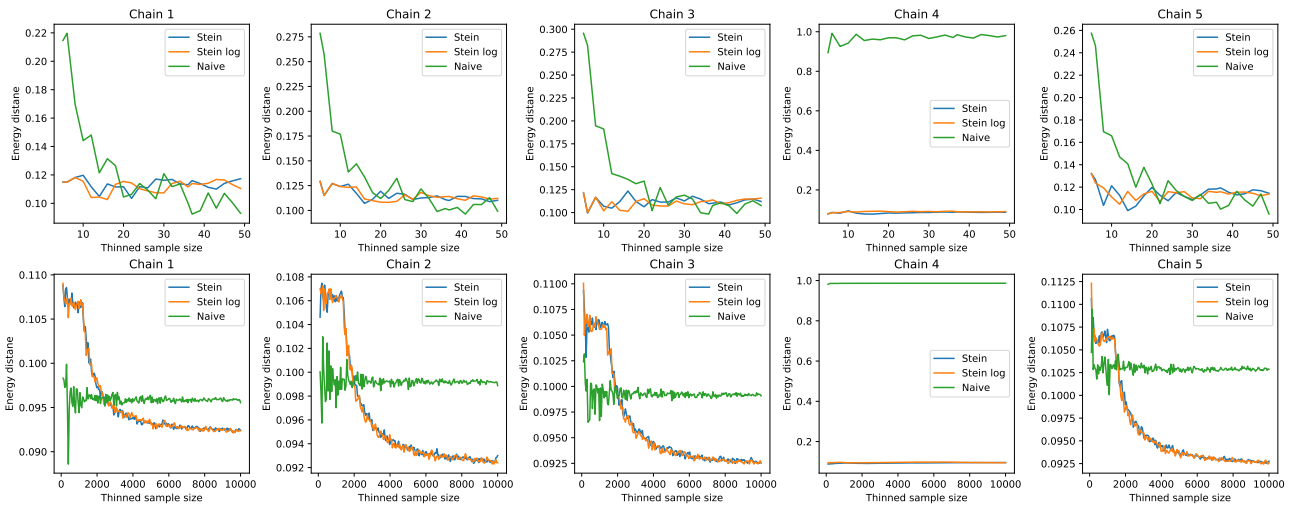 Chain 1
Energy distane
0.22
0.20
0.18
0.16
0.14
0.12
0.10
Stein
Stein log
Naive
10 20 30 40 50
Thinned sample size
Chain 2
Energy distane
0.275
0.250
0.225
0.200
0.175
0.150
0.125
0.100
Stein
Stein log
Naive
0 10 20 30 40 50
Thinned sample size
Chain 3
Energy distane
0.300
0.275
0.250
0.225
0.200
0.175
0.150
0.125
0.100
Stein
Stein log
Naive
10 20 30 40 50
Thinned sample size
Chain 4
Energy distane
1.0
0.8
0.6
0.4
0.2
Stein
Stein log
Naive
0 10 20 30 40 50
Thinned sample size
Chain 5
Energy distane
0.26
0.24
0.22
0.20
0.18
0.16
0.14
0.12
0.10
Stein
Stein log
Naive
10 20 30 40 50
Thinned sample size
Chain 1
Energy distane
0.110
0.105
0.100
0.095
0.090
Stein
Stein log
Naive
0 2000 4000 6000 8000 10000
Thinned sample size
Chain 2
Energy distane
0.108
0.106
0.104
0.102
0.100
0.098
0.096
0.094
0.092
Stein
Stein log
Naive
0 2000 4000 6000 8000 10000
Thinned sample size
Chain 3
Energy distane
0.1100
0.1075
0.1050
0.1025
0.1000
0.0975
0.0950
0.0925
Stein
Stein log
Naive
0 2000 4000 6000 8000 10000
Thinned sample size
Chain 4
Energy distane
1.0
0.8
0.6
0.4
0.2
Stein
Stein log
Naive
0 2000 4000 6000 8000 10000
Thinned sample size
Chain 5
Energy distane
0.1125
0.1100
0.1075
0.1050
0.1025
0.1000
0.0975
0.0950
0.0925
Stein
Stein log
Naive
0 2000 4000 6000 8000 10000
Thinned sample size